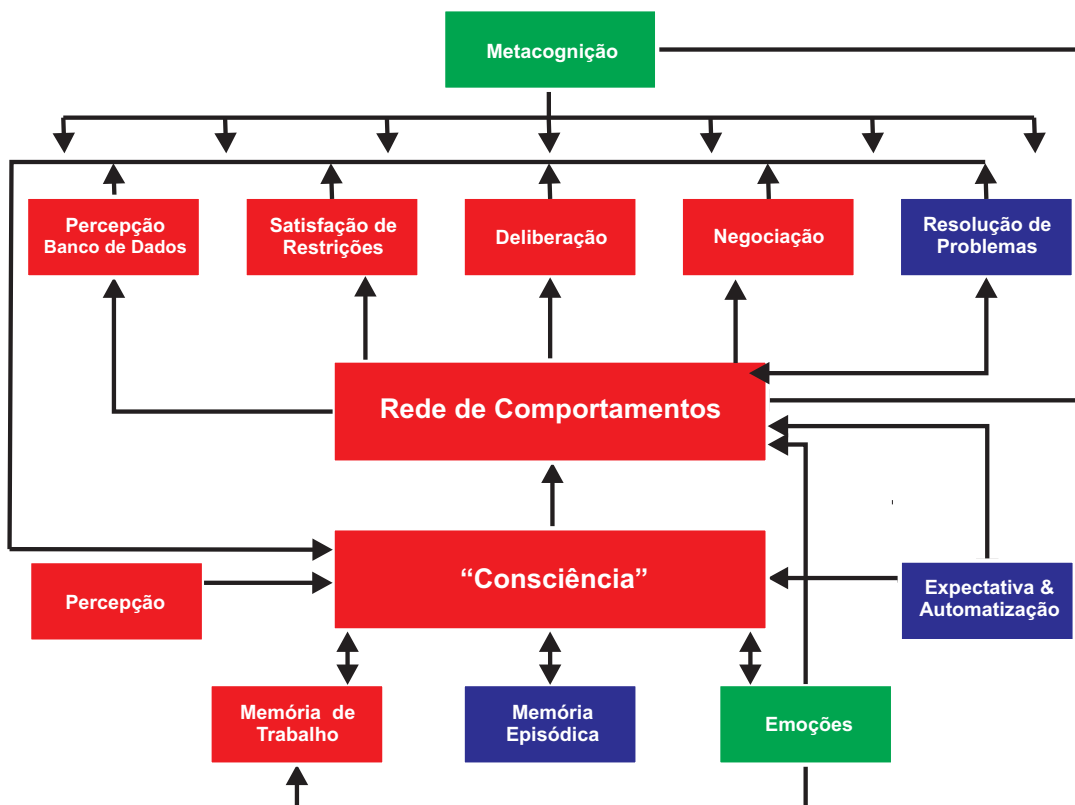 Metacognição
Percepção
Banco de Dados
Satisfação de
Restrições
Deliberação
Negociação
Resolução de
Problemas
Rede de Comportamentos
“Consciência”
Percepção
Expectativa &
Automatização
Memória de
Trabalho
Memória
Episódica
Emoções